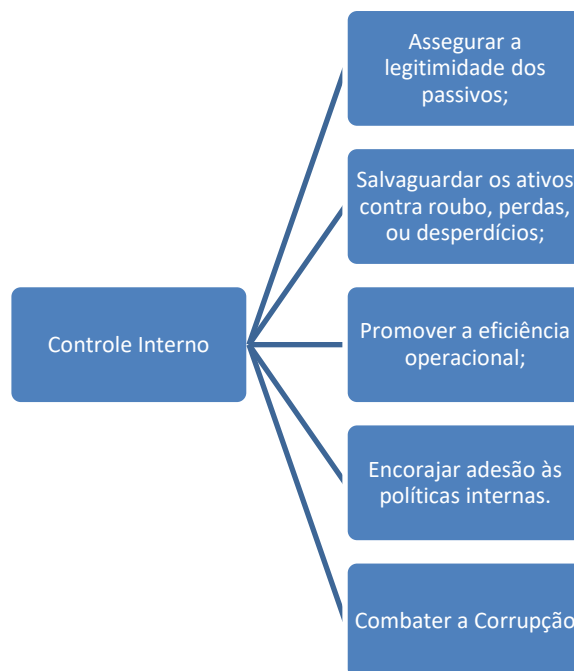 Assegurar a
legitimidade dos
passivos;
Salvaguardar os ativos
contra roubo, perdas,
ou desperdícios;
Controle Interno
Promover a eficiência
operacional;
Encorajar adesão às
políticas internas.
Combater a Corrupção